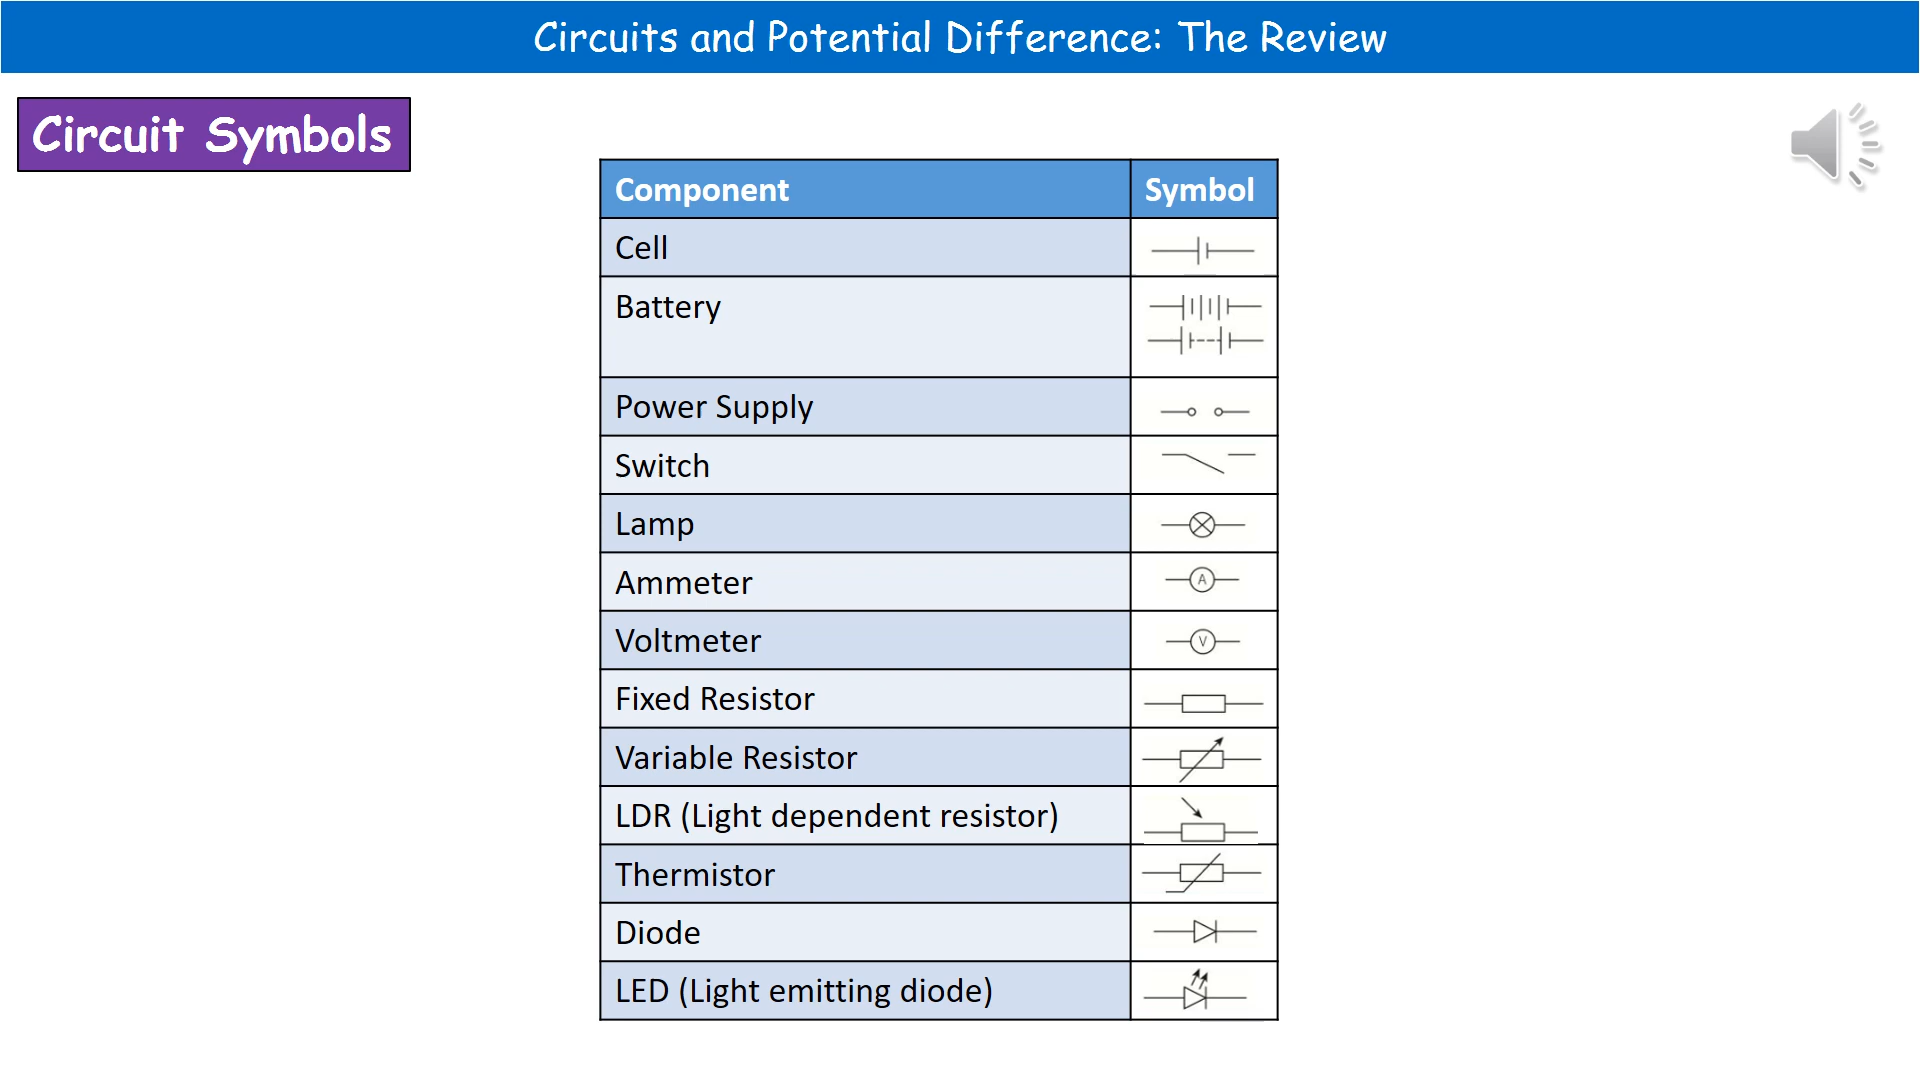 Circuits and Potential Difference: The Review
Circuit Symbols
Component Symbol
Cell
Battery
Power Supply
Switch
Lamp
Ammeter A
Voltmeter V
Fixed Resistor
Variable Resistor
LDR (Light dependent resistor)
Thermistor
Diode
LED (Light emitting diode)